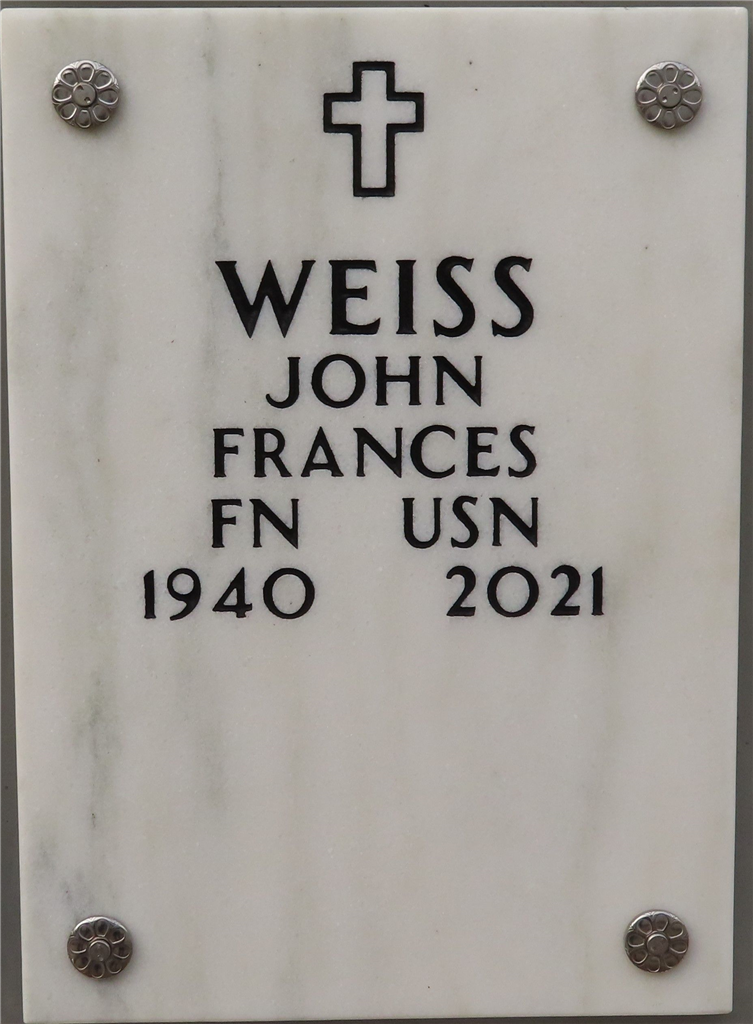 WEISS
JOHN
FRANCES
FN USN
1940 2021